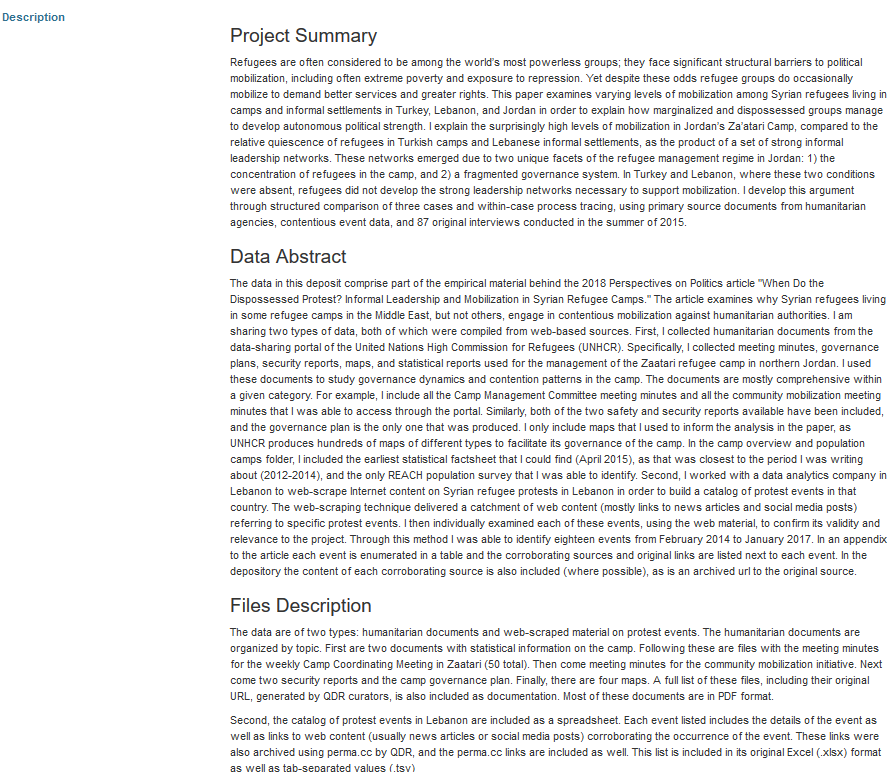 Description
Project Summary
Refugees are often considered to be among the world's most powerless groups; they face significant structural barriers to political
mobilization, including often extreme poverty and exposure to repression. Yet despite these odds refugee groups do occasionally
mobilize to demand better services and greater rights. This paper examines varying levels of mobilization among Syrian refugees living in
camps and informal settlements in Turkey, Lebanon, and Jordan in order to explain how marginalized and dispossessed groups manage
to develop autonomous political strength. I explain the surprisingly high levels of mobilization in Jordan's Za'atari Camp, compared to the
relative quiescence of refugees in Turkish camps and Lebanese informal settlements, as the product of a set of strong informal
leadership networks. These networks emerged due to two unique facets of the refugee management regime in Jordan: 1) the
concentration of refugees in the camp, and 2) a fragmented governance system. In Turkey and Lebanon, where these two conditions
were absent, refugees did not develop the strong leadership networks necessary to support mobilization. I develop this argument
through structured comparison of three cases and within-case process tracing, using primary source documents from humanitarian
agencies, contentious event data, and 87 original interviews conducted in the summer of 2015.
Data Abstract
The data in this deposit comprise part of the empirical material behind the 2018 Perspectives on Politics article "When Do the
Dispossessed Protest? Informal Leadership and Mobilization in Syrian Refugee Camps." The article examines why Syrian refugees living
in some refugee camps in the Middle East, but not others, engage in contentious mobilization against humanitarian authorities. I am
sharing two types of data, both of which were compiled from web-based sources. First, I collected humanitarian documents from the
data-sharing portal of the United Nations High Commission for Refugees (UNHCR). Specifically, I collected meeting minutes, governance
plans, security reports, maps, and statistical reports used for the management of the Zaatari refugee camp in northern Jordan. I used
these documents to study governance dynamics and contention patterns in the camp. The documents are mostly comprehensive within
a given category. For example, I include all the Camp Management Committee meeting minutes and all the community mobilization meeting
minutes that I was able to access through the portal. Similarly, both of the two safety and security reports available have been included,
and the governance plan is the only one that was produced. I only include maps that I used to inform the analysis in the paper, as
UNHCR produces hundreds of maps of different types to facilitate its governance of the camp. In the camp overview and population
camps folder, I included the earliest statistical factsheet that I could find (April 2015), as that was closest to the period I was writing
about (2012-2014), and the only REACH population survey that I was able to identify. Second, I worked with a data analytics company in
Lebanon to web-scrape Internet content on Syrian refugee protests in Lebanon in order to build a catalog of protest events in that
country. The web-scraping technique delivered a catchment of web content (mostly links to news articles and social media posts)
referring to specific protest events. I then individually examined each of these events, using the web material, to confirm its validity and
relevance to the project. Through this method I was able to identify eighteen events from February 2014 to January 2017. In an appendix
to the article each event is enumerated in a table and the corroborating sources and original links are listed next to each event. In the
depository the content of each corroborating source is also included (where possible), as is an archived url to the original source.
Files Description
The data are of two types: humanitarian documents and web-scraped material on protest events. The humanitarian documents are
organized by topic. First are two documents with statistical information on the camp. Following these are files with the meeting minutes
for the weekly Camp Coordinating Meeting in Zaatari (50 total). Then come meeting minutes for the community mobilization initiative. Next
come two security reports and the camp governance plan. Finally, there are four maps. A full list of these files, including their original
URL, generated by QDR curators, is also included as documentation. Most of these documents are in PDF format.
Second, the catalog of protest events in Lebanon are included as a spreadsheet. Each event listed includes the details of the event as
well as links to web content (usually news articles or social media posts) corroborating the occurrence of the event. These links were
also archived using perma.cc by QDR, and the perma.cc links are included as well. This list is included in its original Excel (.xlsx) format
as well as tab-separated values (.tsv)